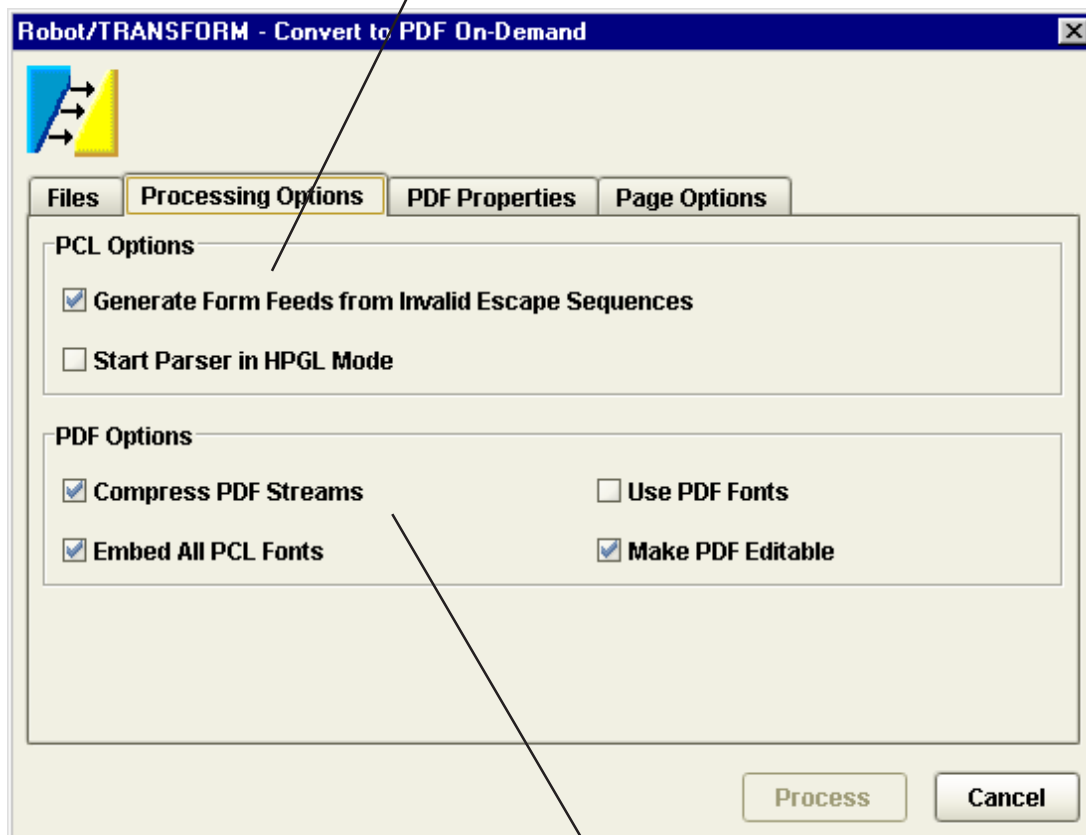 Robot/TRANSFORM - Convert to PDF On-Demand
Files Processing Options PDF Properties Page Options
PCL Options
Generate Form Feeds from Invalid Escape Sequences
Start Parser in HPGL Mode
PDF Options
Compress PDF Streams Use PDF Fonts
Embed All PCL Fonts Make PDF Editable
Process Cancel